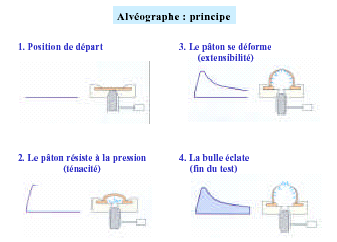 Alvéographe : principe
1. Position de départ
3. Le pâton se déforme
(extensibilité)
2. Le pâton résiste à la pression
(ténacité)
4. La bulle éclate
(fin du test)